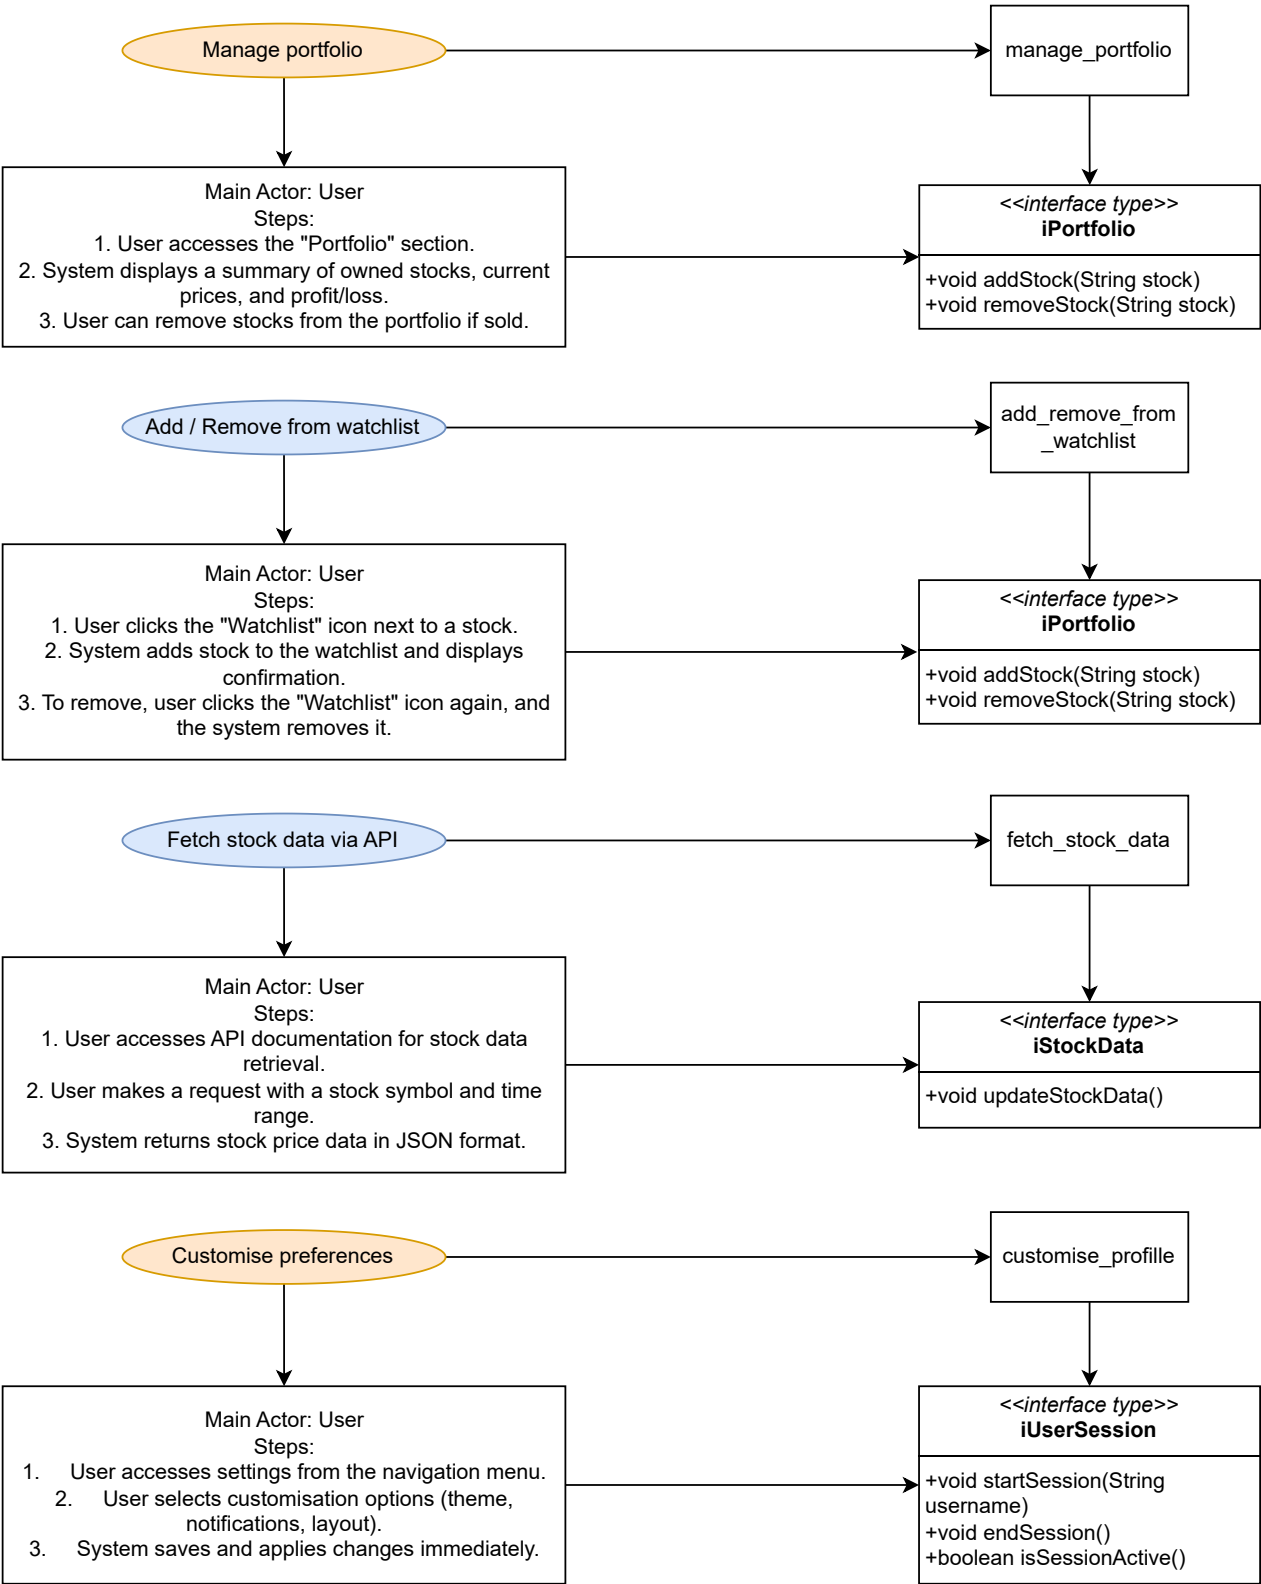 Manage portfolio
manage_portfolio
Main Actor: User
Steps:
1. User accesses the "Portfolio" section.
2. System displays a summary of owned stocks, current
prices, and profit/loss.
3. User can remove stocks from the portfolio if sold.
<<interface type>>
iPortfolio
+void addStock(String stock)
+void removeStock(String stock)
Add / Remove from watchlist
add_remove_from
_watchlist
Main Actor: User
Steps:
1. User clicks the "Watchlist" icon next to a stock.
2. System adds stock to the watchlist and displays
confirmation.
3. To remove, user clicks the "Watchlist" icon again, and
the system removes it.
<<interface type>>
iPortfolio
+void addStock(String stock)
+void removeStock(String stock)
Fetch stock data via API
fetch_stock_data
Main Actor: User
Steps:
1. User accesses API documentation for stock data
retrieval.
2. User makes a request with a stock symbol and time
range.
3. System returns stock price data in JSON format.
<<interface type>>
iStockData
+void updateStockData()
Customise preferences
customise_profille
Main Actor: User
Steps:
1. User accesses settings from the navigation menu.
2. User selects customisation options (theme,
notifications, layout).
3. System saves and applies changes immediately.
<<interface type>>
iUserSession
+void startSession(String
username)
+void endSession()
+boolean isSessionActive()